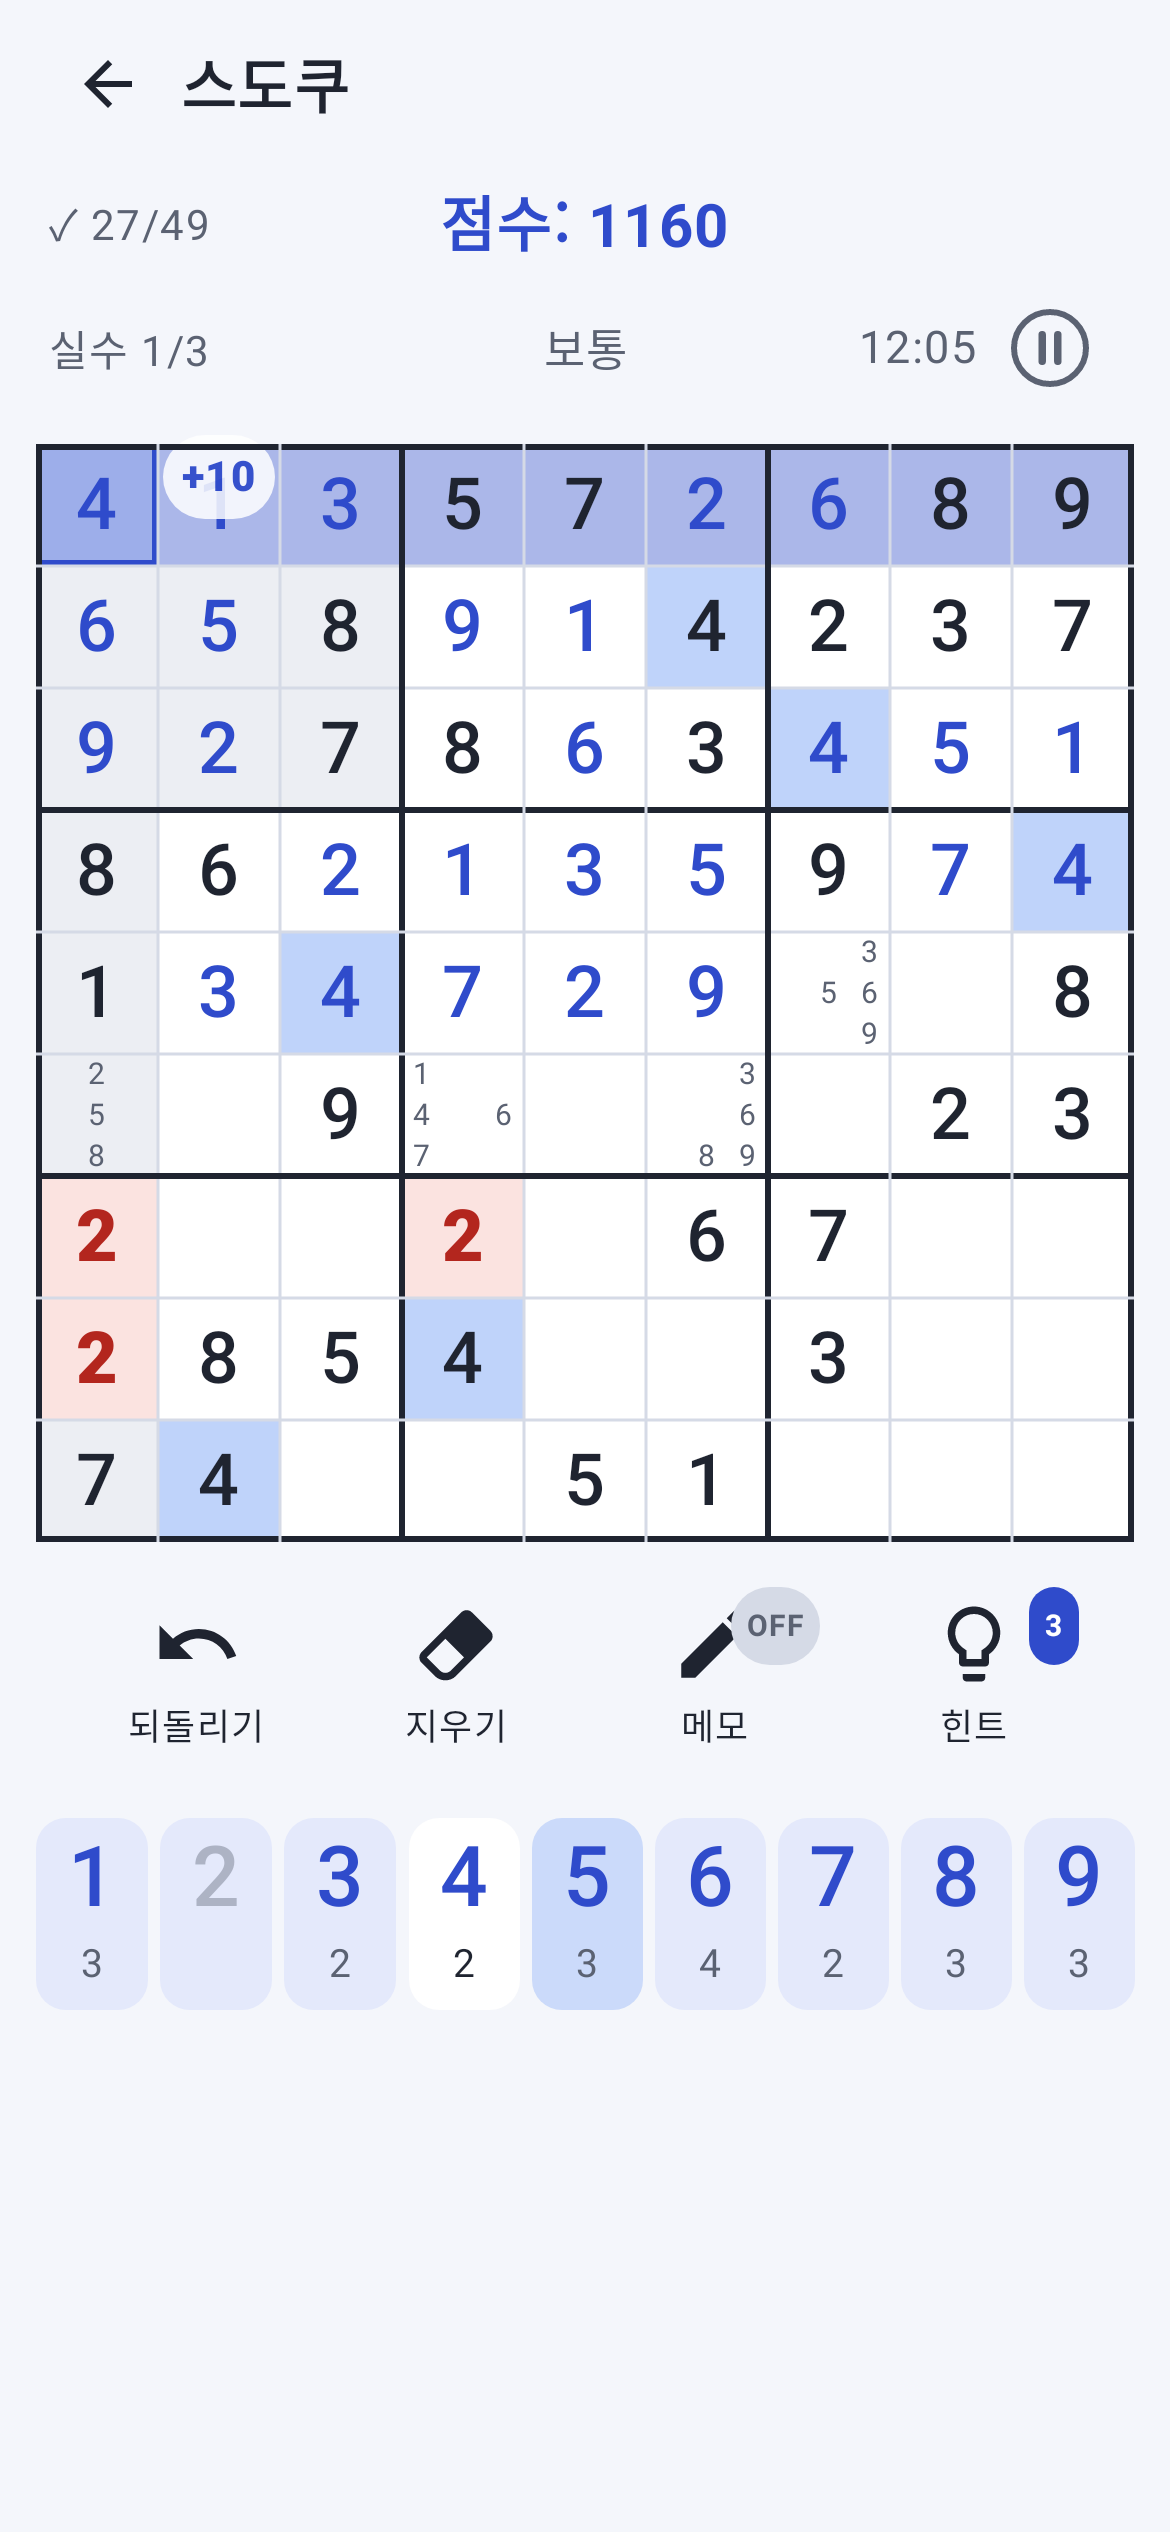 스도쿠
✓ 27/49
점수: 1160
실수 1/3
보통
12:05
+10
4 1 3 5 7 2 6 8 9
6 5 8 9 1 4 2 3 7
9 2 7 8 6 3 4 5 1
8 6 2 1 3 5 9 7 4
1 3 4 7 2 9 3 5 6 9 8
2 5 8 9 1 4 6 7 3 6 8 9 2 3
2 2 6 7
2 8 5 4 3
7 4 5 1
OFF
3
되돌리기 지우기 메모 힌트
1 2 3 4 5 6 7 8 9
3 2 2 3 4 2 3 3